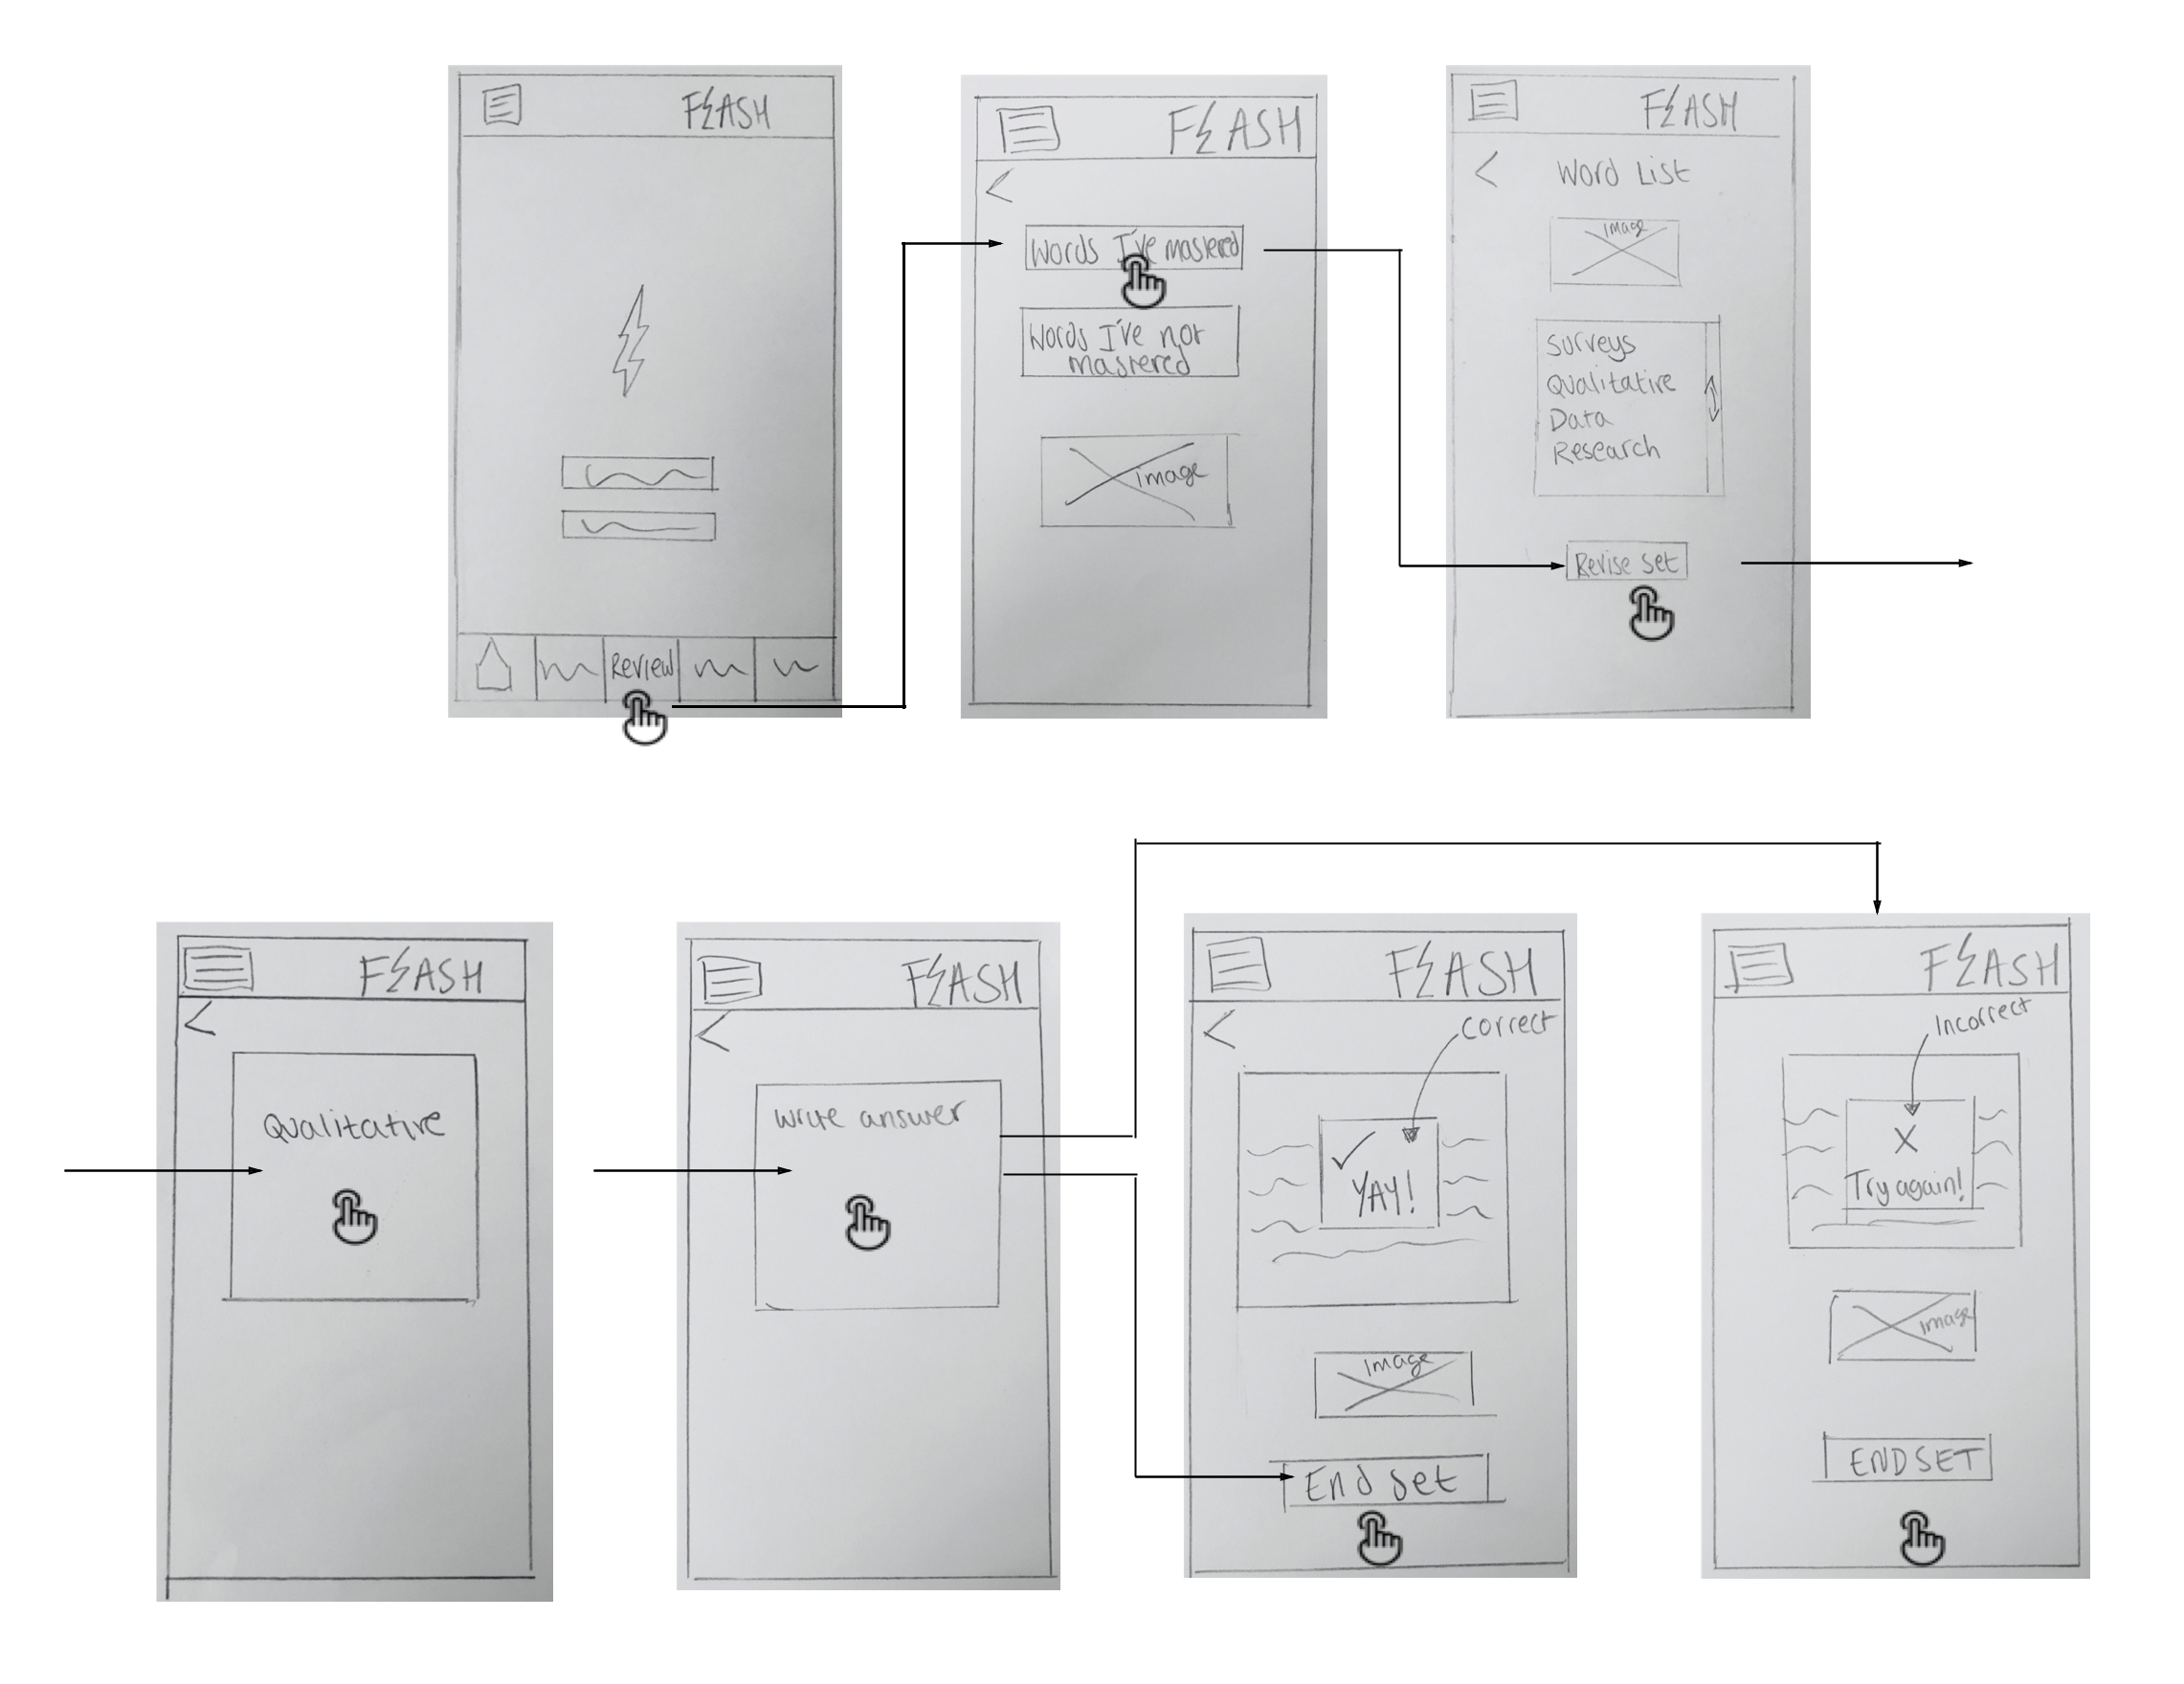 FLASH
Review
FLASH
<
Words I've mastered
Words I've not
mastered
image
FLASH
<
Word List
image
Surveys
Qualitative
Data
Research
Revise set
FLASH
<
Qualitative
FLASH
<
Write answer
FLASH
<
correct
YAY!
Image
End set
FLASH
Incorrect
X
Try again!
image
END SET